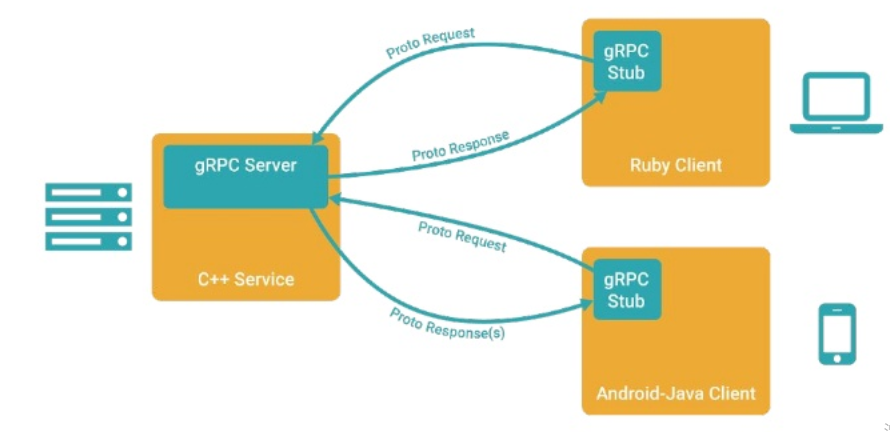 Proto Request
gRPC
Stub
Ruby Client
Proto Response
gRPC Server
C++ Service
Proto Request
gRPC
Stub
Proto Response(s)
Android-Java Client